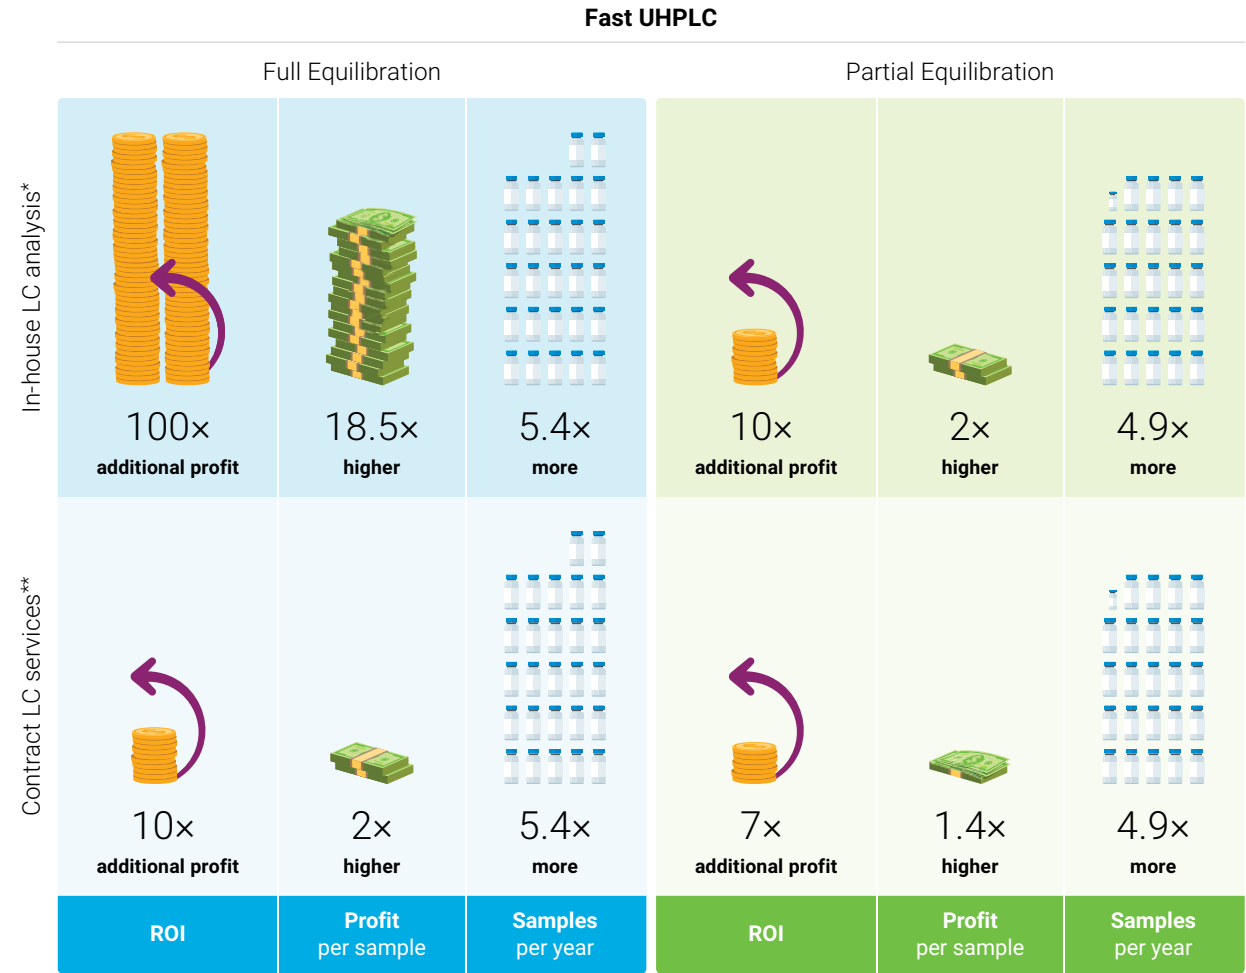 Fast UHPLC
Full Equilibration
Partial Equilibration
In-house LC analysis*
100×
additional profit
18.5×
higher
5.4×
more
10×
additional profit
2×
higher
4.9×
more
Contract LC services**
10×
additional profit
2×
higher
5.4×
more
7×
additional profit
1.4×
higher
4.9×
more
ROI
Profit
per sample
Samples
per year
ROI
Profit
per sample
Samples
per year